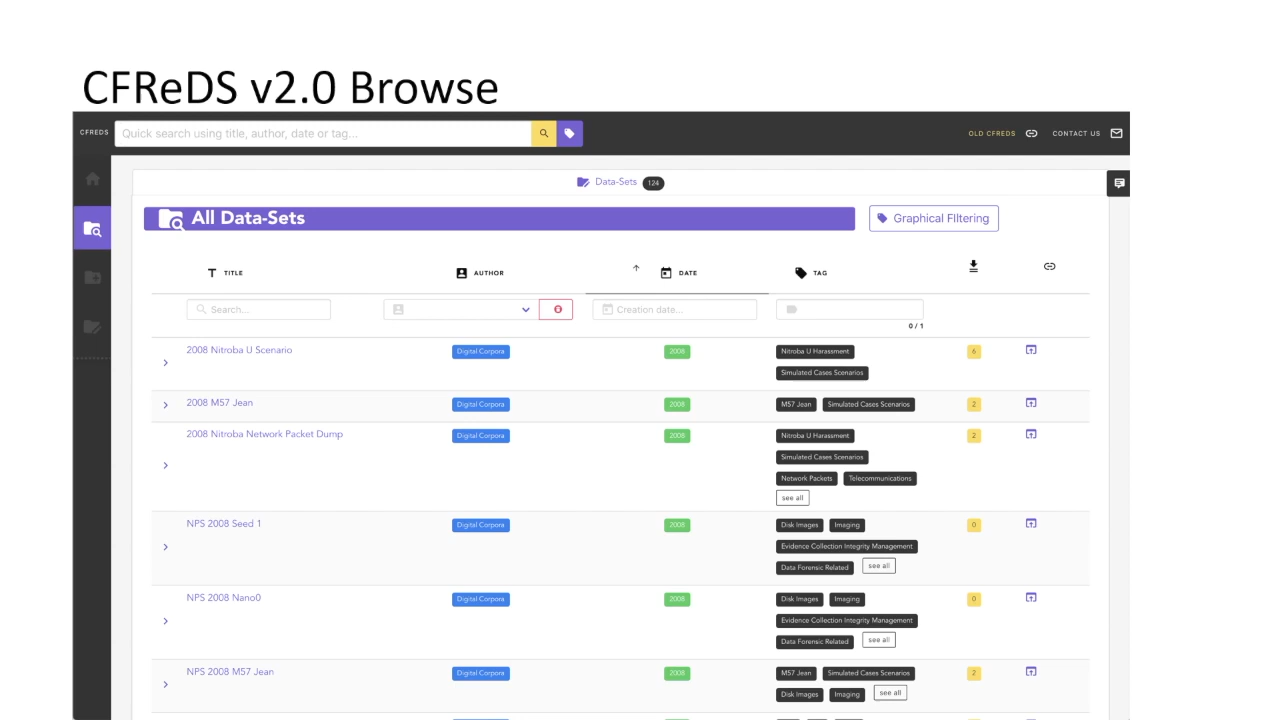 CFReDS v2.0 Browse
CFREDS Quick search using title, author, date or tag... OLD CFREDS CONTACT US
Data-Sets 124
All Data-Sets Graphical FIltering
TITLE AUTHOR DATE TAG
Search... Creation date...
0 / 1
2008 Nitroba U Scenario Digital Corpora 2008 Nitroba U Harassment 6
Simulated Cases Scenarios
2008 M57 Jean Digital Corpora 2008 M57 Jean Simulated Cases Scenarios 2
2008 Nitroba Network Packet Dump Digital Corpora 2008 Nitroba U Harassment 2
Simulated Cases Scenarios
Network Packets Telecommunications
see all
NPS 2008 Seed 1 Digital Corpora 2008 Disk Images Imaging 0
Evidence Collection Integrity Management
Data Forensic Related see all
NPS 2008 Nano0 Digital Corpora 2008 Disk Images Imaging 0
Evidence Collection Integrity Management
Data Forensic Related see all
NPS 2008 M57 Jean Digital Corpora 2008 M57 Jean Simulated Cases Scenarios 2
Disk Images Imaging see all